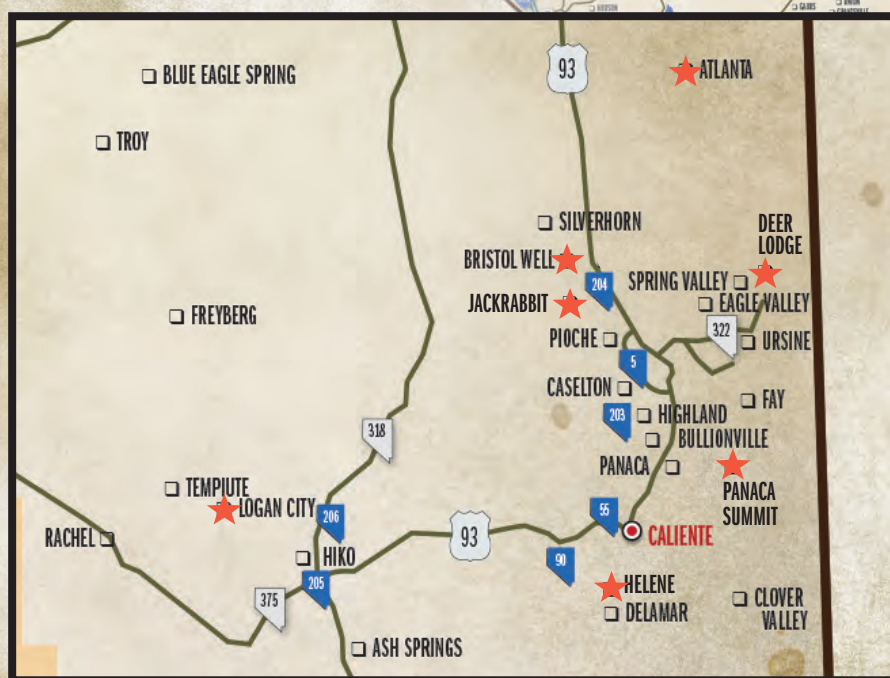 HUDSON
UNION
93
ATLANTA
BLUE EAGLE SPRING
TROY
SILVERHORN
DEER
LODGE
BRISTOL WELL
SPRING VALLEY
204
JACKRABBIT
EAGLE VALLEY
FREYBERG
322
PIOCHE
URSINE
5
CASELTON
FAY
203
HIGHLAND
318
BULLIONVILLE
PANACA
PANACA
SUMMIT
TEMPIUTE
LOGAN CITY
206
55
RACHEL
93
CALIENTE
HIKO
90
205
HELENE
375
CLOVER
VALLEY
DELAMAR
ASH SPRINGS